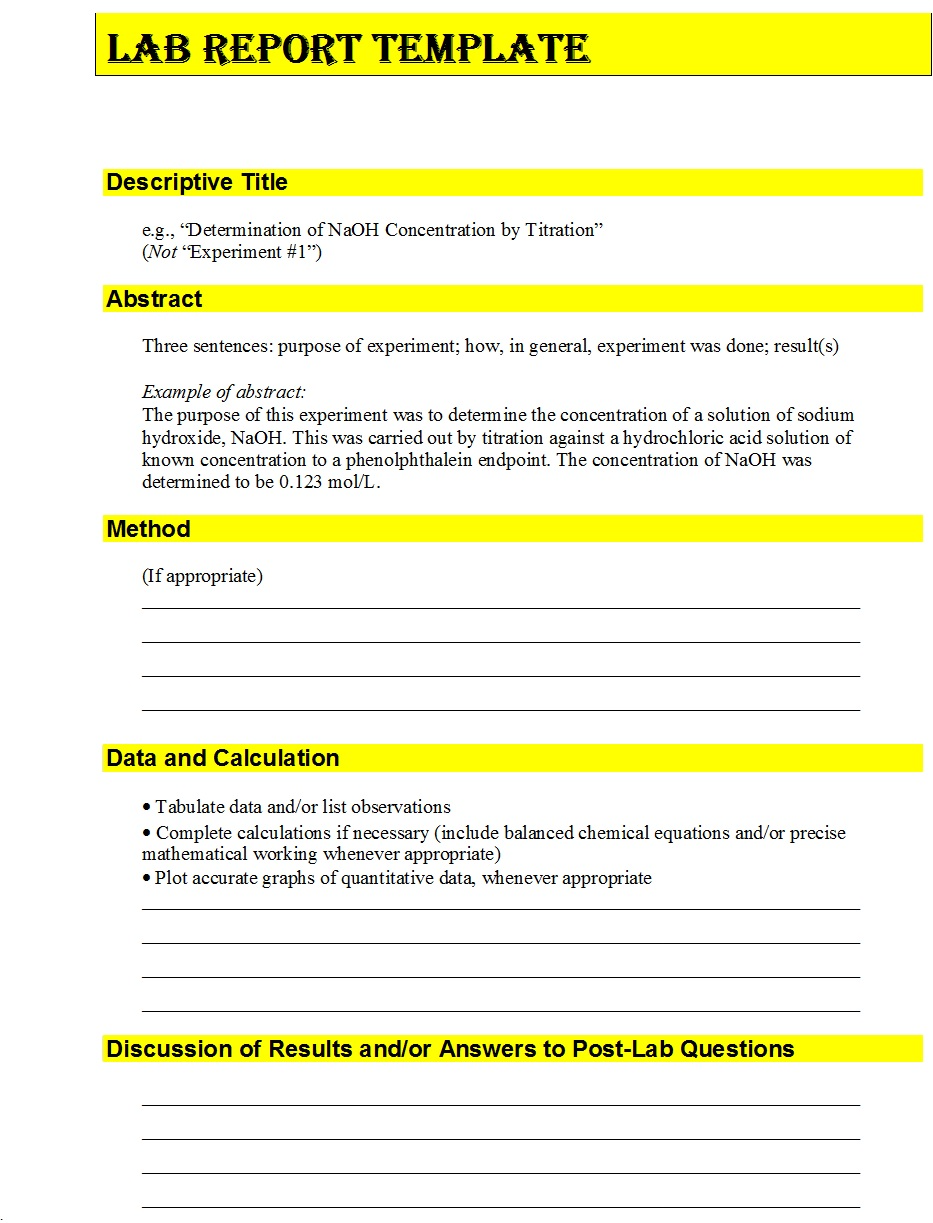 LAB REPORT TEMPLATE
Descriptive Title
e.g., “Determination of NaOH Concentration by Titration”
(Not “Experiment #1”)
Abstract
Three sentences: purpose of experiment; how, in general, experiment was done; result(s)
Example of abstract:
The purpose of this experiment was to determine the concentration of a solution of sodium
hydroxide, NaOH. This was carried out by titration against a hydrochloric acid solution of
known concentration to a phenolphthalein endpoint. The concentration of NaOH was
determined to be 0.123 mol/L.
Method
(If appropriate)
Data and Calculation
• Tabulate data and/or list observations
• Complete calculations if necessary (include balanced chemical equations and/or precise
mathematical working whenever appropriate)
• Plot accurate graphs of quantitative data, whenever appropriate
Discussion of Results and/or Answers to Post-Lab Questions